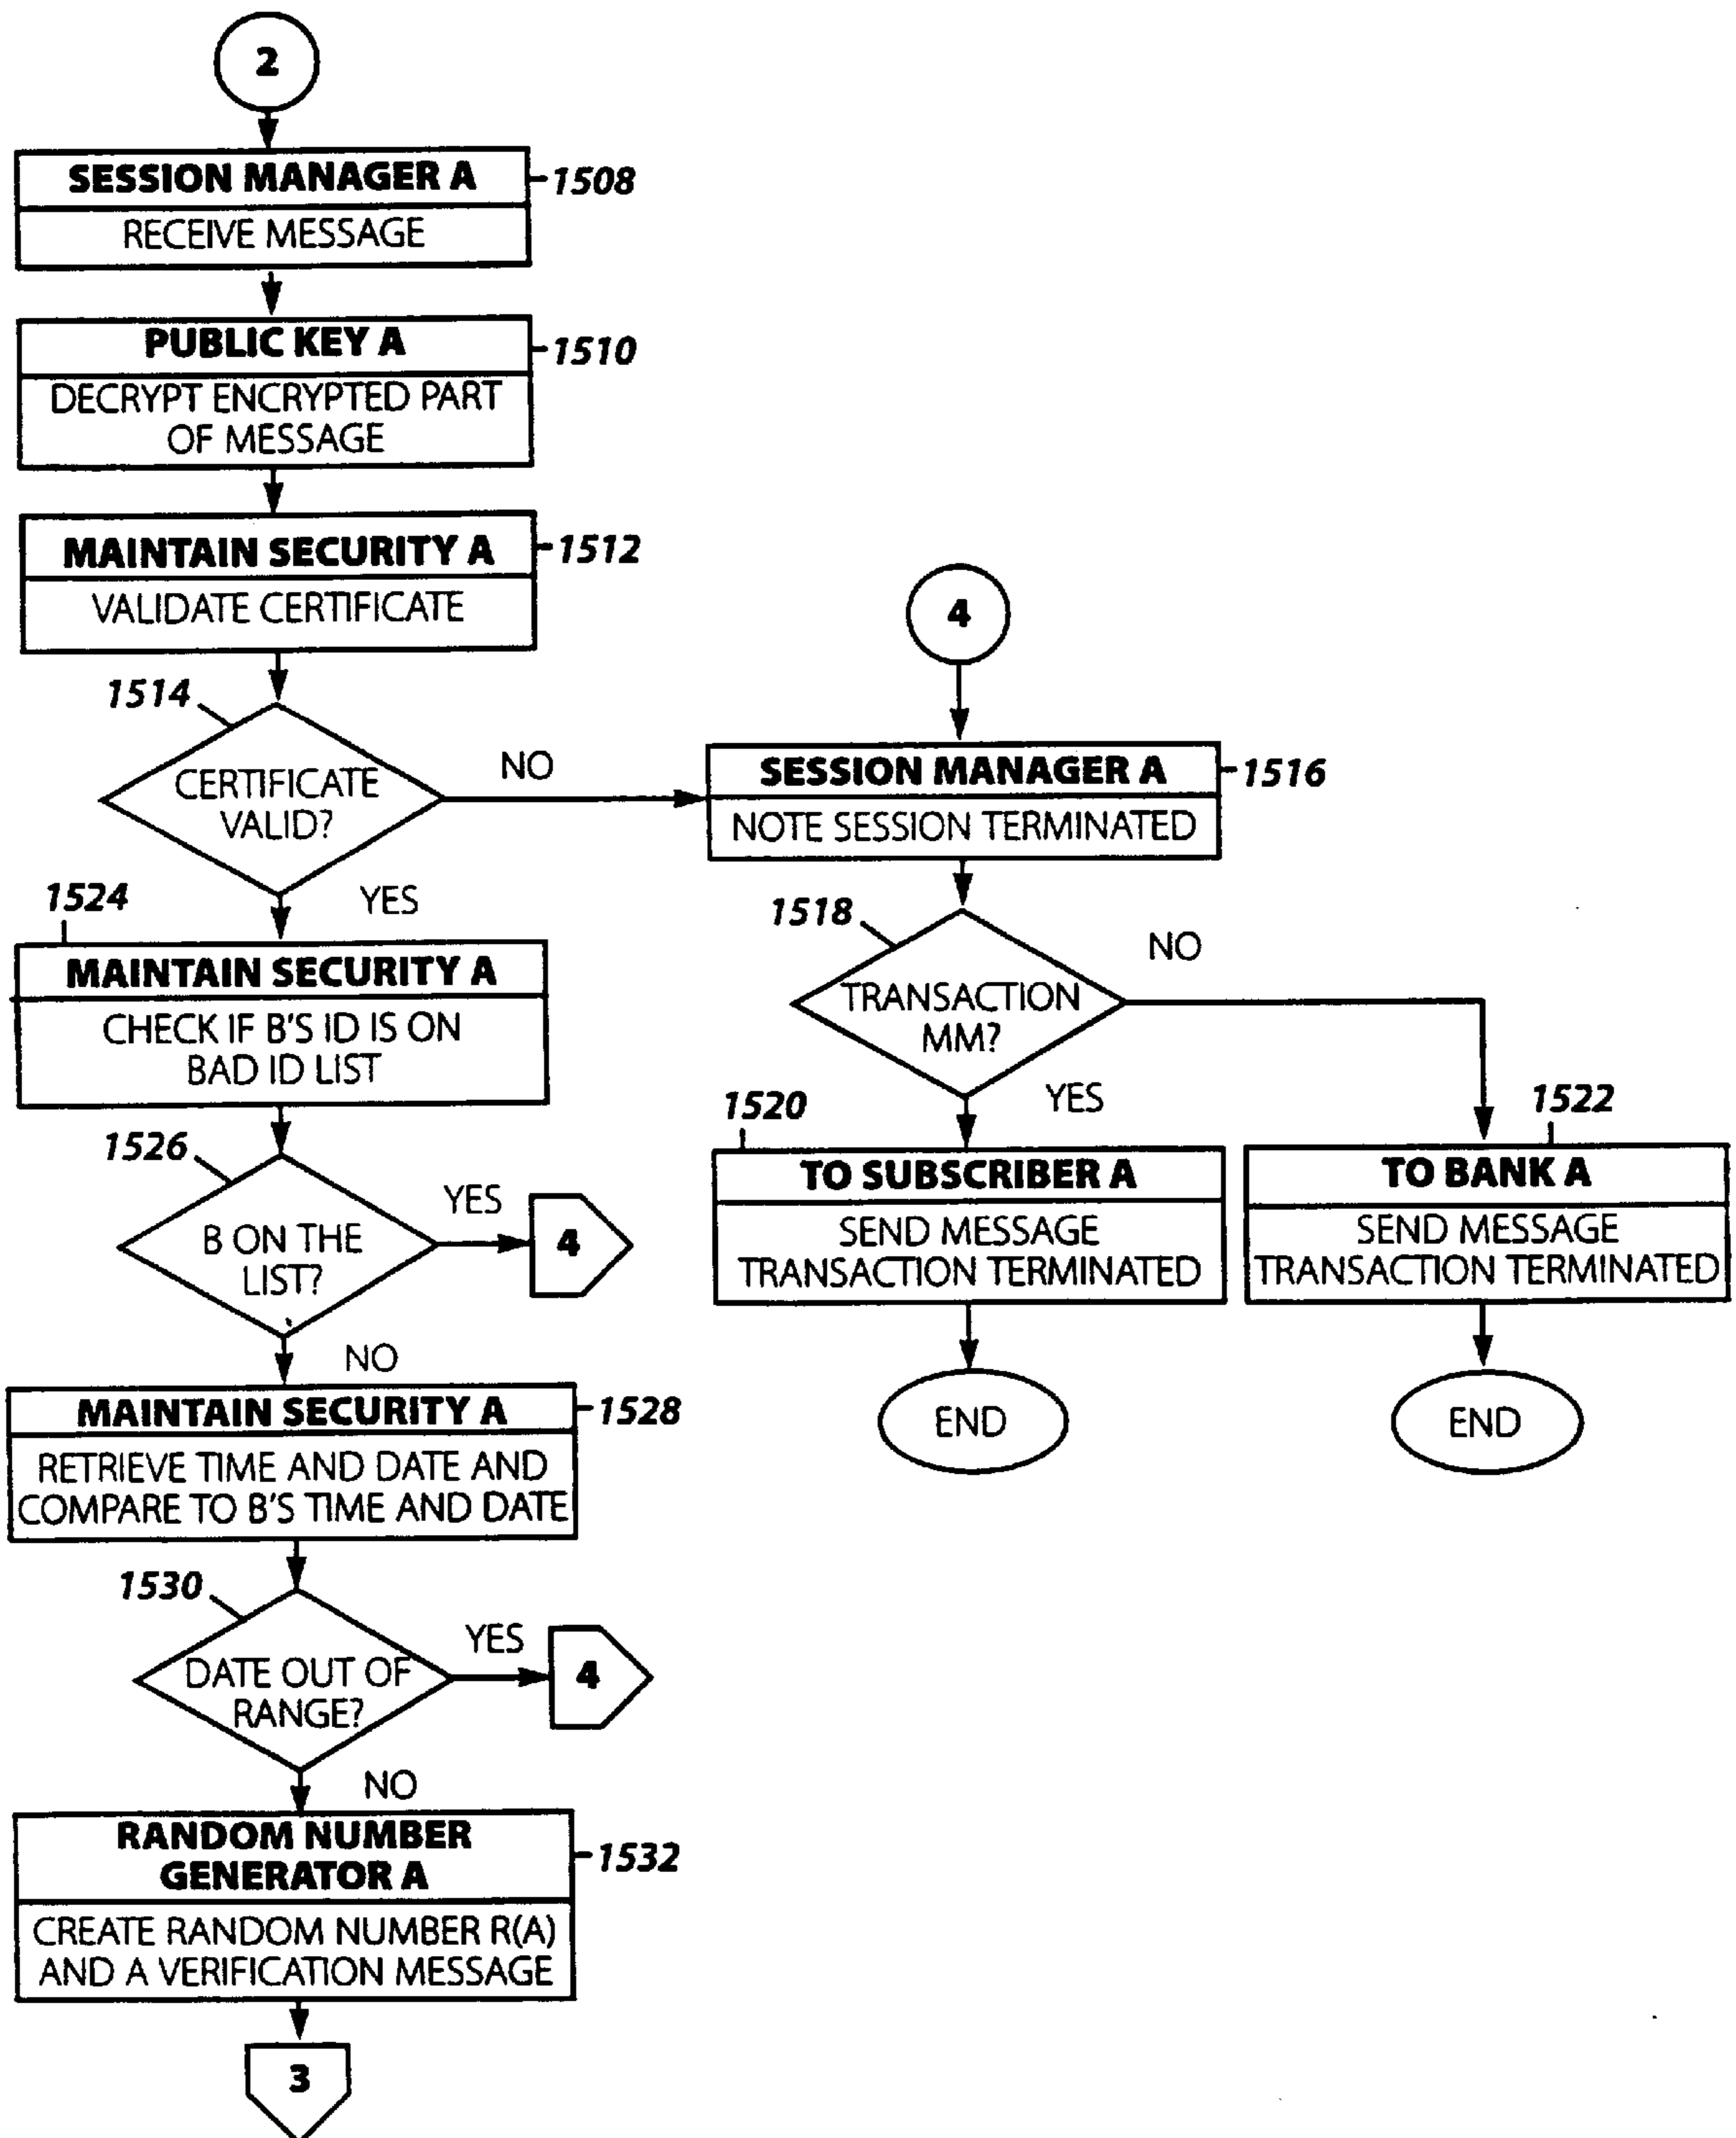 2
SESSION MANAGER A
1508
RECEIVE MESSAGE
PUBLIC KEY A
1510
DECRYPT ENCRYPTED PART
OF MESSAGE
MAINTAIN SECURITY A
1512
VALIDATE CERTIFICATE
1514
CERTIFICATE
VALID?
NO
YES
4
SESSION MANAGER A
1516
NOTE SESSION TERMINATED
1518
TRANSACTION
MM?
NO
YES
1520
TO SUBSCRIBER A
SEND MESSAGE
TRANSACTION TERMINATED
END
1522
TO BANK A
SEND MESSAGE
TRANSACTION TERMINATED
END
1524
MAINTAIN SECURITY A
CHECK IF B'S ID IS ON
BAD ID LIST
1526
B ON THE
LIST?
YES
4
NO
MAINTAIN SECURITY A
1528
RETRIEVE TIME AND DATE AND
COMPARE TO B'S TIME AND DATE
1530
DATE OUT OF
RANGE?
YES
4
NO
RANDOM NUMBER
GENERATOR A
1532
CREATE RANDOM NUMBER R(A)
AND A VERIFICATION MESSAGE
3